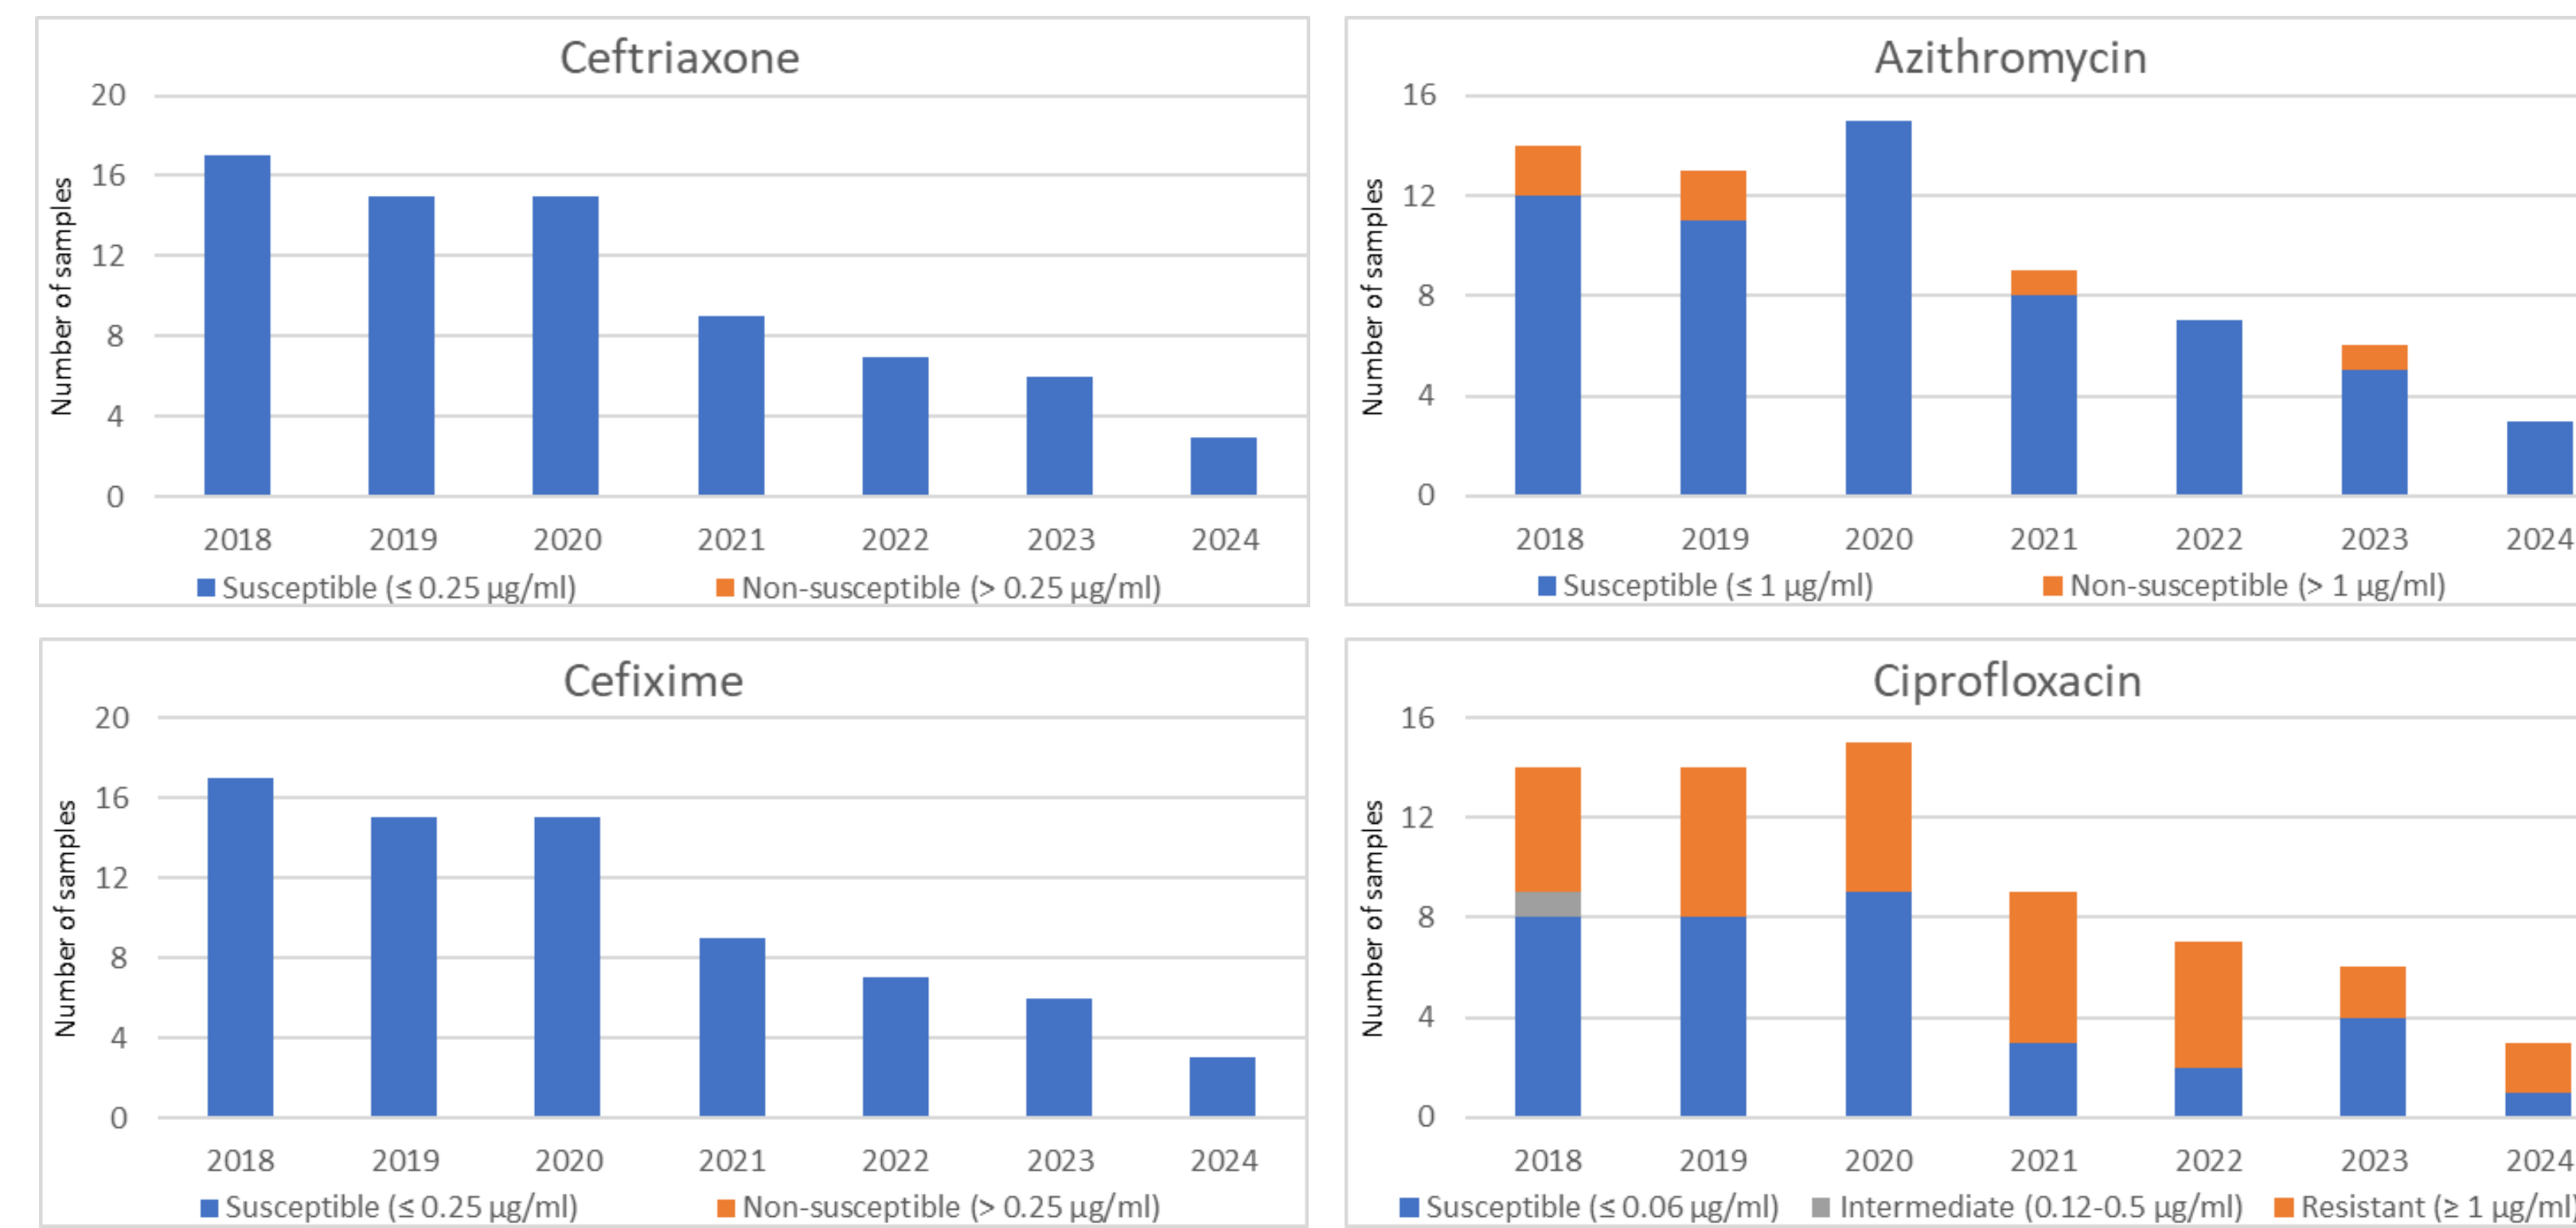 Ceftriaxone
20
16
12
8
4
0
Number of samples
2018 2019 2020 2021 2022 2023 2024
Susceptible (≤ 0.25 µg/ml) Non-susceptible (> 0.25 µg/ml)
Azithromycin
16
12
8
4
0
Number of samples
2018 2019 2020 2021 2022 2023 2024
Susceptible (≤ 1 µg/ml) Non-susceptible (> 1 µg/ml)
Cefixime
20
16
12
8
4
0
Number of samples
2018 2019 2020 2021 2022 2023 2024
Susceptible (≤ 0.25 µg/ml) Non-susceptible (> 0.25 µg/ml)
Ciprofloxacin
16
12
8
4
0
Number of samples
2018 2019 2020 2021 2022 2023 2024
Susceptible (≤ 0.06 µg/ml) Intermediate (0.12-0.5 µg/ml) Resistant (≥ 1 µg/ml)